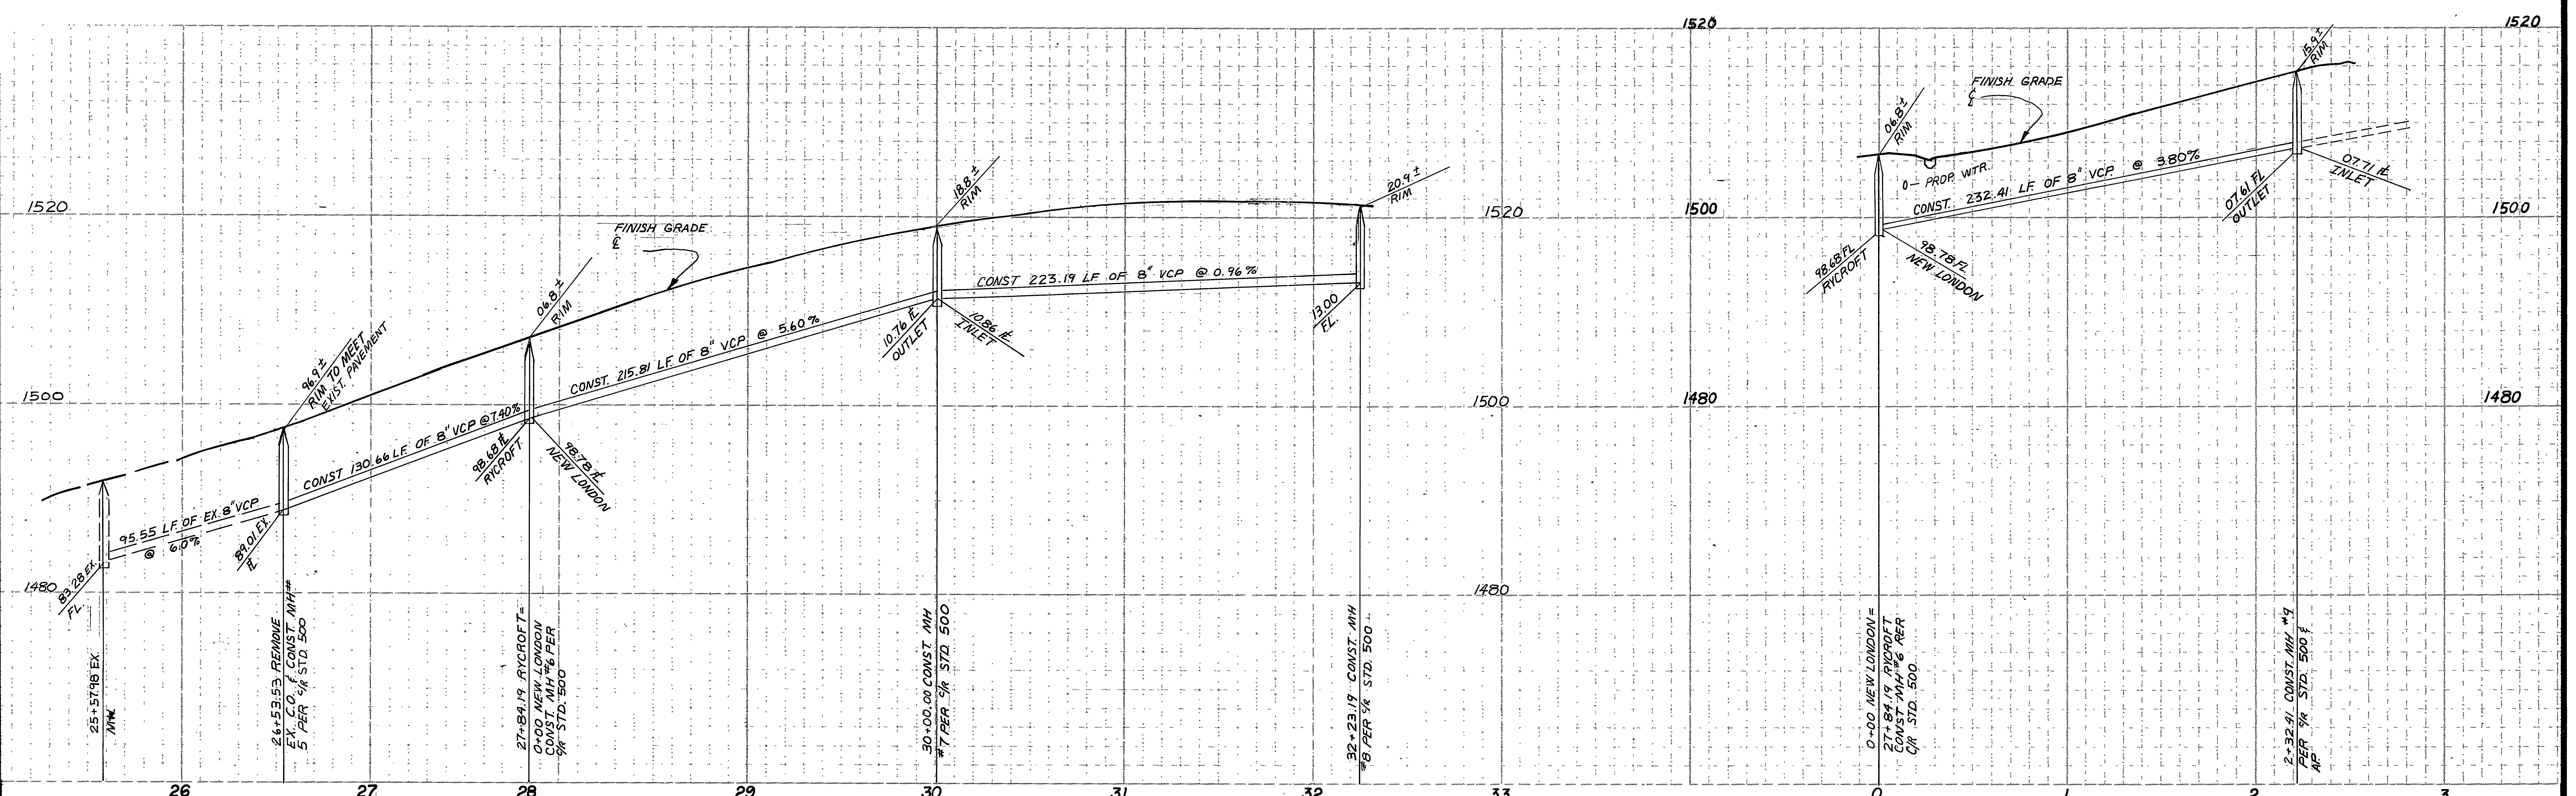 1520
1500
1480
83.28 EX.
FL.
95.55 LF. OF EX. 8" VCP
@ 6.0%
89.01 EX.
FL
96.9±
RIM TO MEET
EXIST. PAVEMENT
CONST 130.66 LF. OF 8" VCP @ 7.40%
98.68 FL
RYCROFT
98.78 FL
NEW LONDON
06.8±
RIM
FINISH GRADE
℄
CONST. 215.81 LF. OF 8" VCP @ 5.60%
10.76 FL
OUTLET
10.86 FL
INLET
18.8±
RIM
CONST 223.19 LF OF 8" VCP @ 0.96%
13.00
FL.
20.9±
RIM
1520
1500
1480
25+57.98 EX.
MH.
26+53.53 REMOVE
EX. C.O. & CONST. MH#
5 PER C/R STD. 500
27+84.19 RYCROFT=
0+00 NEW LONDON
CONST. MH #6 PER
C/R STD. 500
30+00.00 CONST MH
#7 PER C/R STD. 500
32+23.19 CONST. MH
#8 PER C/R STD. 500
26 27 28 29 30 31 32 33
1520
1500
1480
06.8±
RIM
FINISH GRADE
℄
O— PROP. WTR.
CONST. 232.41 LF OF 8" VCP @ 3.80%
98.68 FL
RYCROFT
98.78 FL
NEW LONDON
15.9±
RIM
07.61 FL
OUTLET
07.71 FL
INLET
1520
1500
1480
0+00 NEW LONDON =
27+84.19 RYCROFT
CONST MH #6 PER
C/R STD. 500
2+32.41 CONST. MH #9
PER C/R STD. 500 &
AP
0 1 2 3